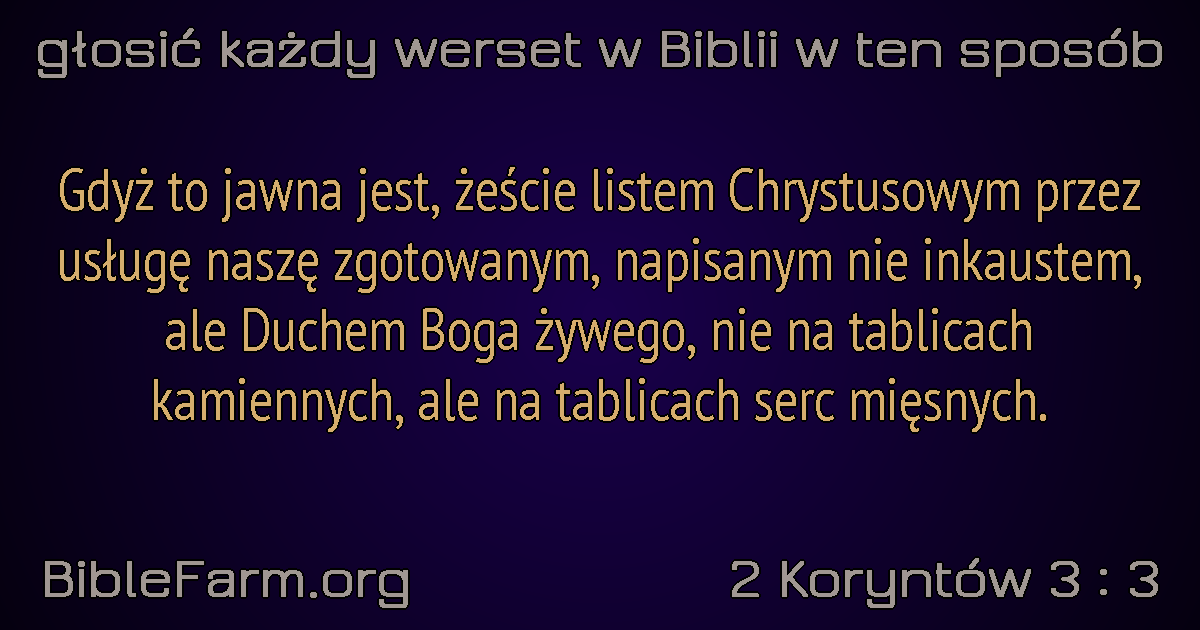 głosić każdy werset w Biblii w ten sposób
Gdyż to jawna jest, żeście listem Chrystusowym przez
usługę naszę zgotowanym, napisanym nie inkaustem,
ale Duchem Boga żywego, nie na tablicach
kamiennych, ale na tablicach serc mięsnych.
BibleFarm.org
2 Koryntów 3 : 3